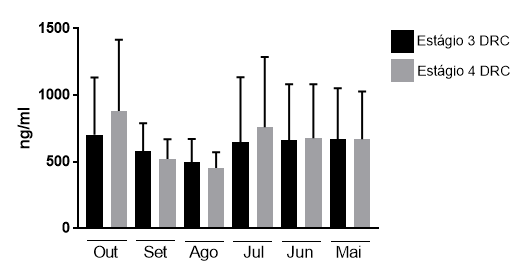 1500
1000
500
0
ng/ml
Out Set Ago Jul Jun Mai
Estágio 3 DRC
Estágio 4 DRC